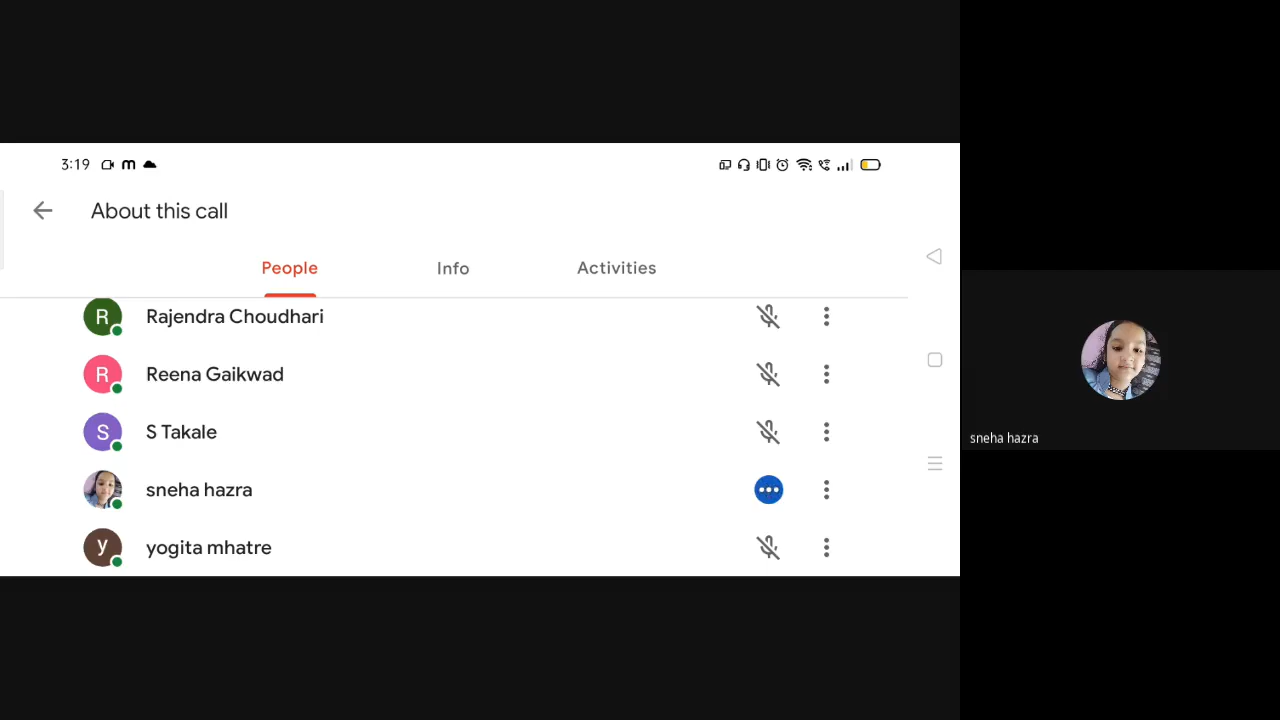 3:19
About this call
People Info Activities
R Rajendra Choudhari
R Reena Gaikwad
S S Takale
sneha hazra
y yogita mhatre
sneha hazra